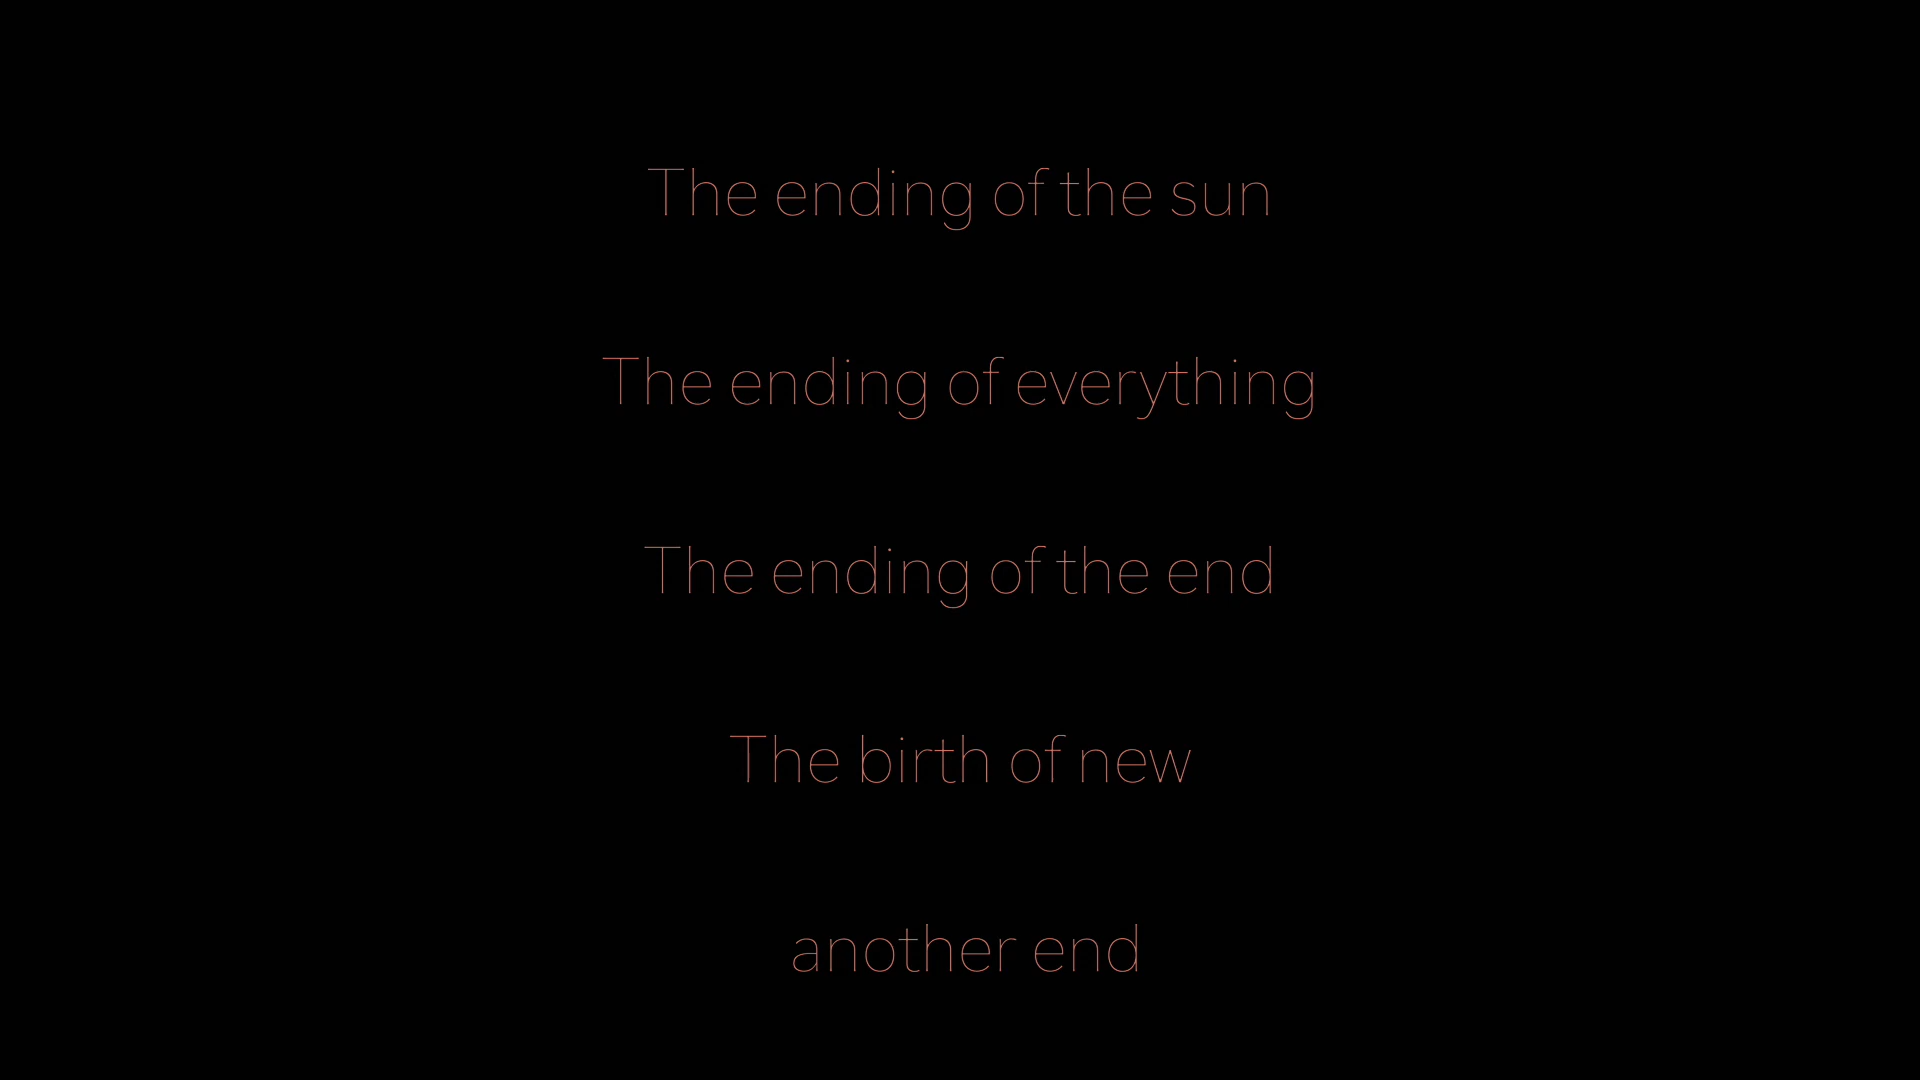 The ending of the sun
The ending of everything
The ending of the end
The birth of new
another end